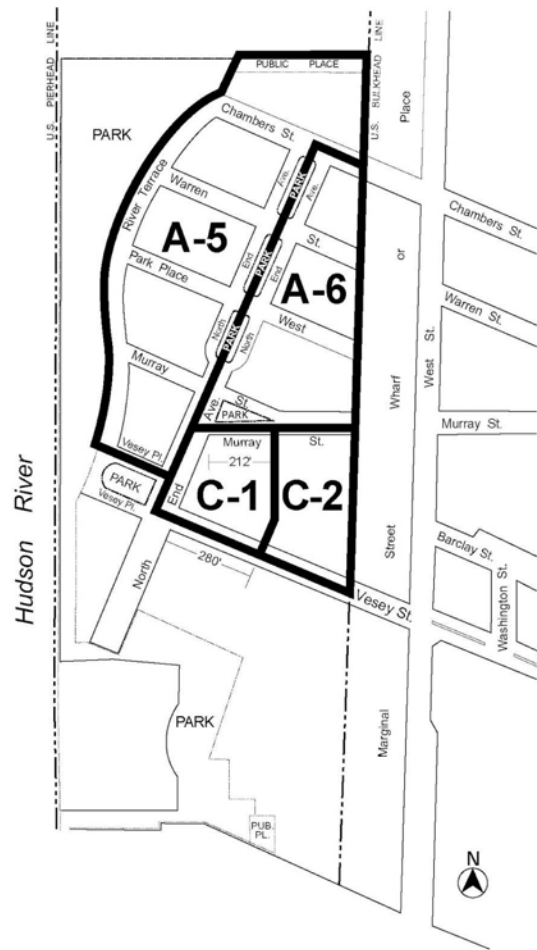 U.S. PIERHEAD LINE
U.S. BULKHEAD LINE
PUBLIC PLACE
Place
PARK
Chambers St.
River Terrace
Warren
Ave.
PARK
Ave.
Chambers St.
A-5
St.
or
Park Place
End
PARK
End
A-6
Warren St.
North
PARK
North
West
West St.
Murray
Wharf
Ave.
St.
PARK
Murray St.
Vesey Pl.
Murray St.
212'
PARK
Vesey Pl.
End
C-1
C-2
Hudson River
280'
North
Street
Barclay St.
Washington St.
Vesey St.
PARK
Marginal
PUB.
PL.
N